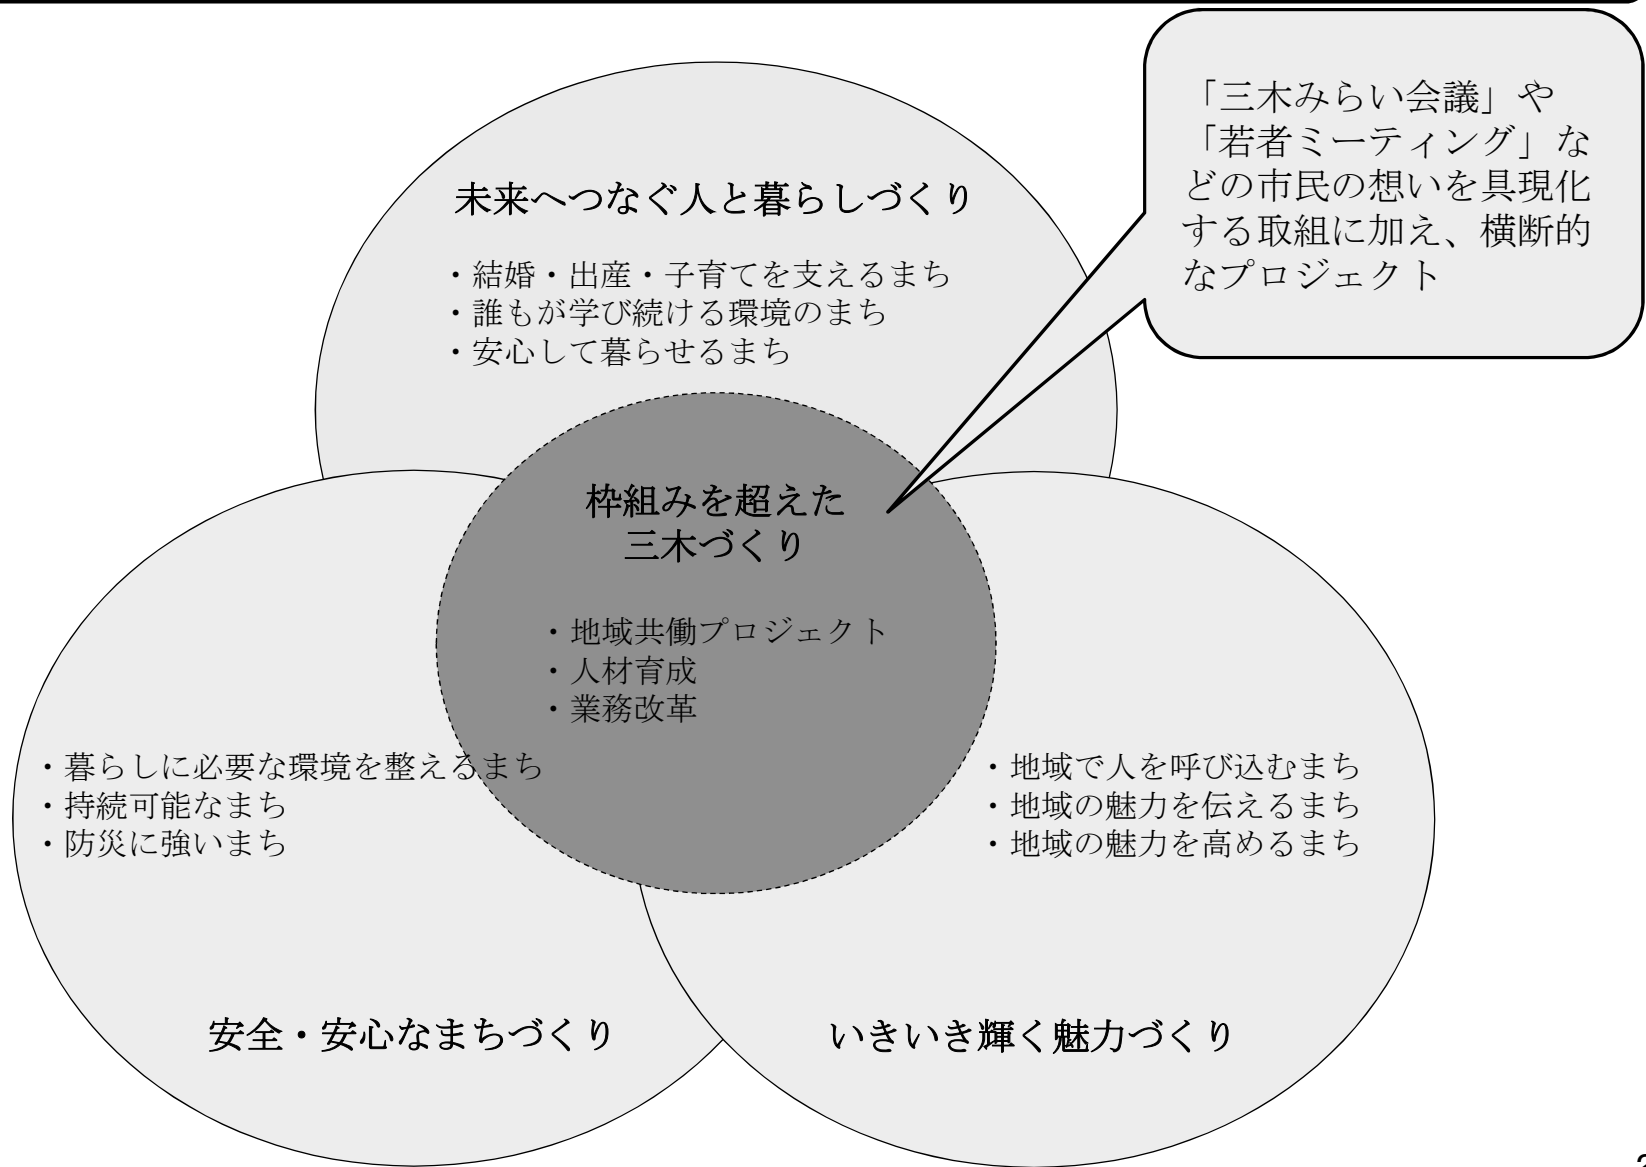 「三木みらい会議」や
「若者ミーティング」な
どの市民の想いを具現化
する取組に加え、横断的
なプロジェクト
未来へつなぐ人と暮らしづくり
・結婚・出産・子育てを支えるまち
・誰もが学び続ける環境のまち
・安心して暮らせるまち
枠組みを超えた
三木づくり
・地域共働プロジェクト
・人材育成
・業務改革
・暮らしに必要な環境を整えるまち
・持続可能なまち
・防災に強いまち
・地域で人を呼び込むまち
・地域の魅力を伝えるまち
・地域の魅力を高めるまち
安全・安心なまちづくり
いきいき輝く魅力づくり